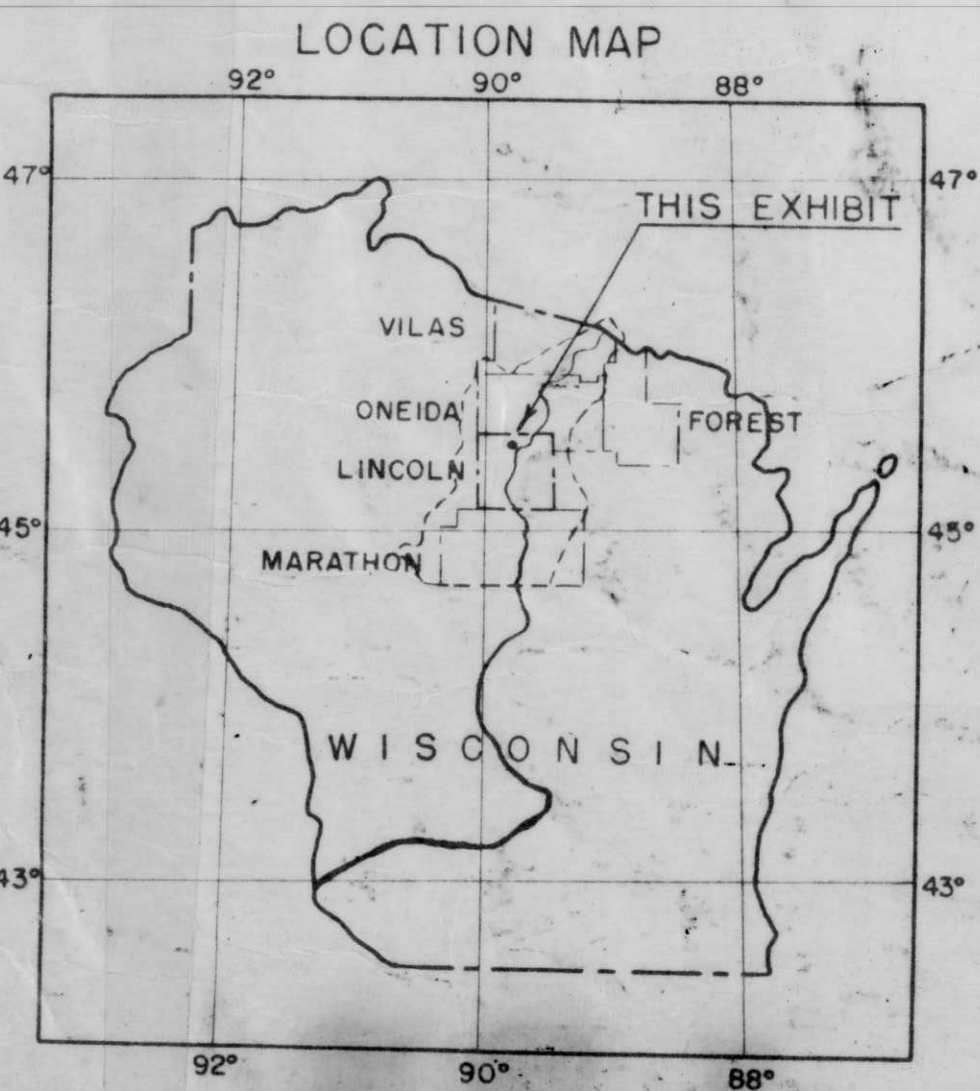 LOCATION MAP
92° 90° 88°
47° 47°
THIS EXHIBIT
VILAS
ONEIDA
FOREST
LINCOLN
45° 45°
MARATHON
WISCONSIN
43° 43°
92° 90° 88°